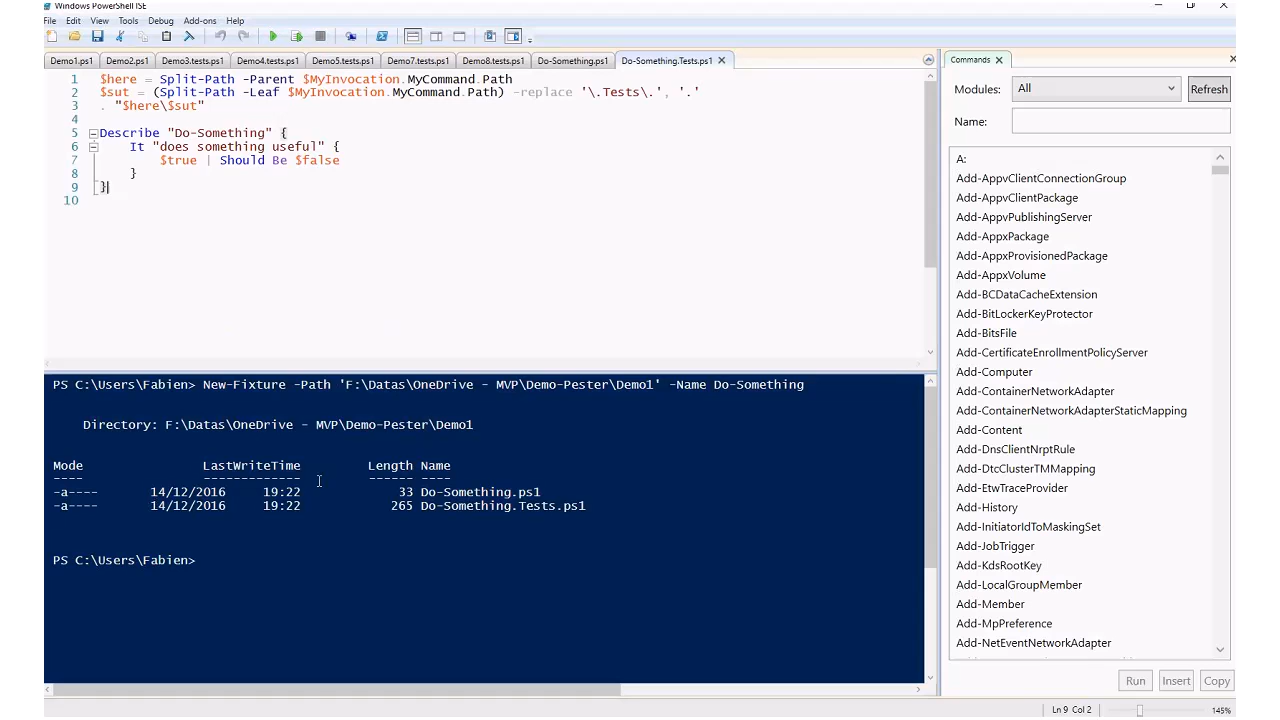 Windows PowerShell ISE
File Edit View Tools Debug Add-ons Help
Demo1.ps1 Demo2.ps1 Demo3.tests.ps1 Demo4.tests.ps1 Demo5.tests.ps1 Demo7.tests.ps1 Demo8.tests.ps1 Do-Something.ps1 Do-Something.Tests.ps1
1 $here = Split-Path -Parent $MyInvocation.MyCommand.Path
2 $sut = (Split-Path -Leaf $MyInvocation.MyCommand.Path) -replace '\.Tests\.', '.'
3 . "$here\$sut"
4
5 Describe "Do-Something" {
6 It "does something useful" {
7 $true | Should Be $false
8 }
9 }
10
PS C:\Users\Fabien> New-Fixture -Path 'F:\Datas\OneDrive - MVP\Demo-Pester\Demo1' -Name Do-Something
Directory: F:\Datas\OneDrive - MVP\Demo-Pester\Demo1
Mode LastWriteTime Length Name
---- ------------- ------ ----
-a---- 14/12/2016 19:22 33 Do-Something.ps1
-a---- 14/12/2016 19:22 265 Do-Something.Tests.ps1
PS C:\Users\Fabien>
Commands
Modules: All Refresh
Name:
A:
Add-AppvClientConnectionGroup
Add-AppvClientPackage
Add-AppvPublishingServer
Add-AppxPackage
Add-AppxProvisionedPackage
Add-AppxVolume
Add-BCDataCacheExtension
Add-BitLockerKeyProtector
Add-BitsFile
Add-CertificateEnrollmentPolicyServer
Add-Computer
Add-ContainerNetworkAdapter
Add-ContainerNetworkAdapterStaticMapping
Add-Content
Add-DnsClientNrptRule
Add-DtcClusterTMMapping
Add-EtwTraceProvider
Add-History
Add-InitiatorIdToMaskingSet
Add-JobTrigger
Add-KdsRootKey
Add-LocalGroupMember
Add-Member
Add-MpPreference
Add-NetEventNetworkAdapter
Run Insert Copy
Ln 9 Col 2 145%